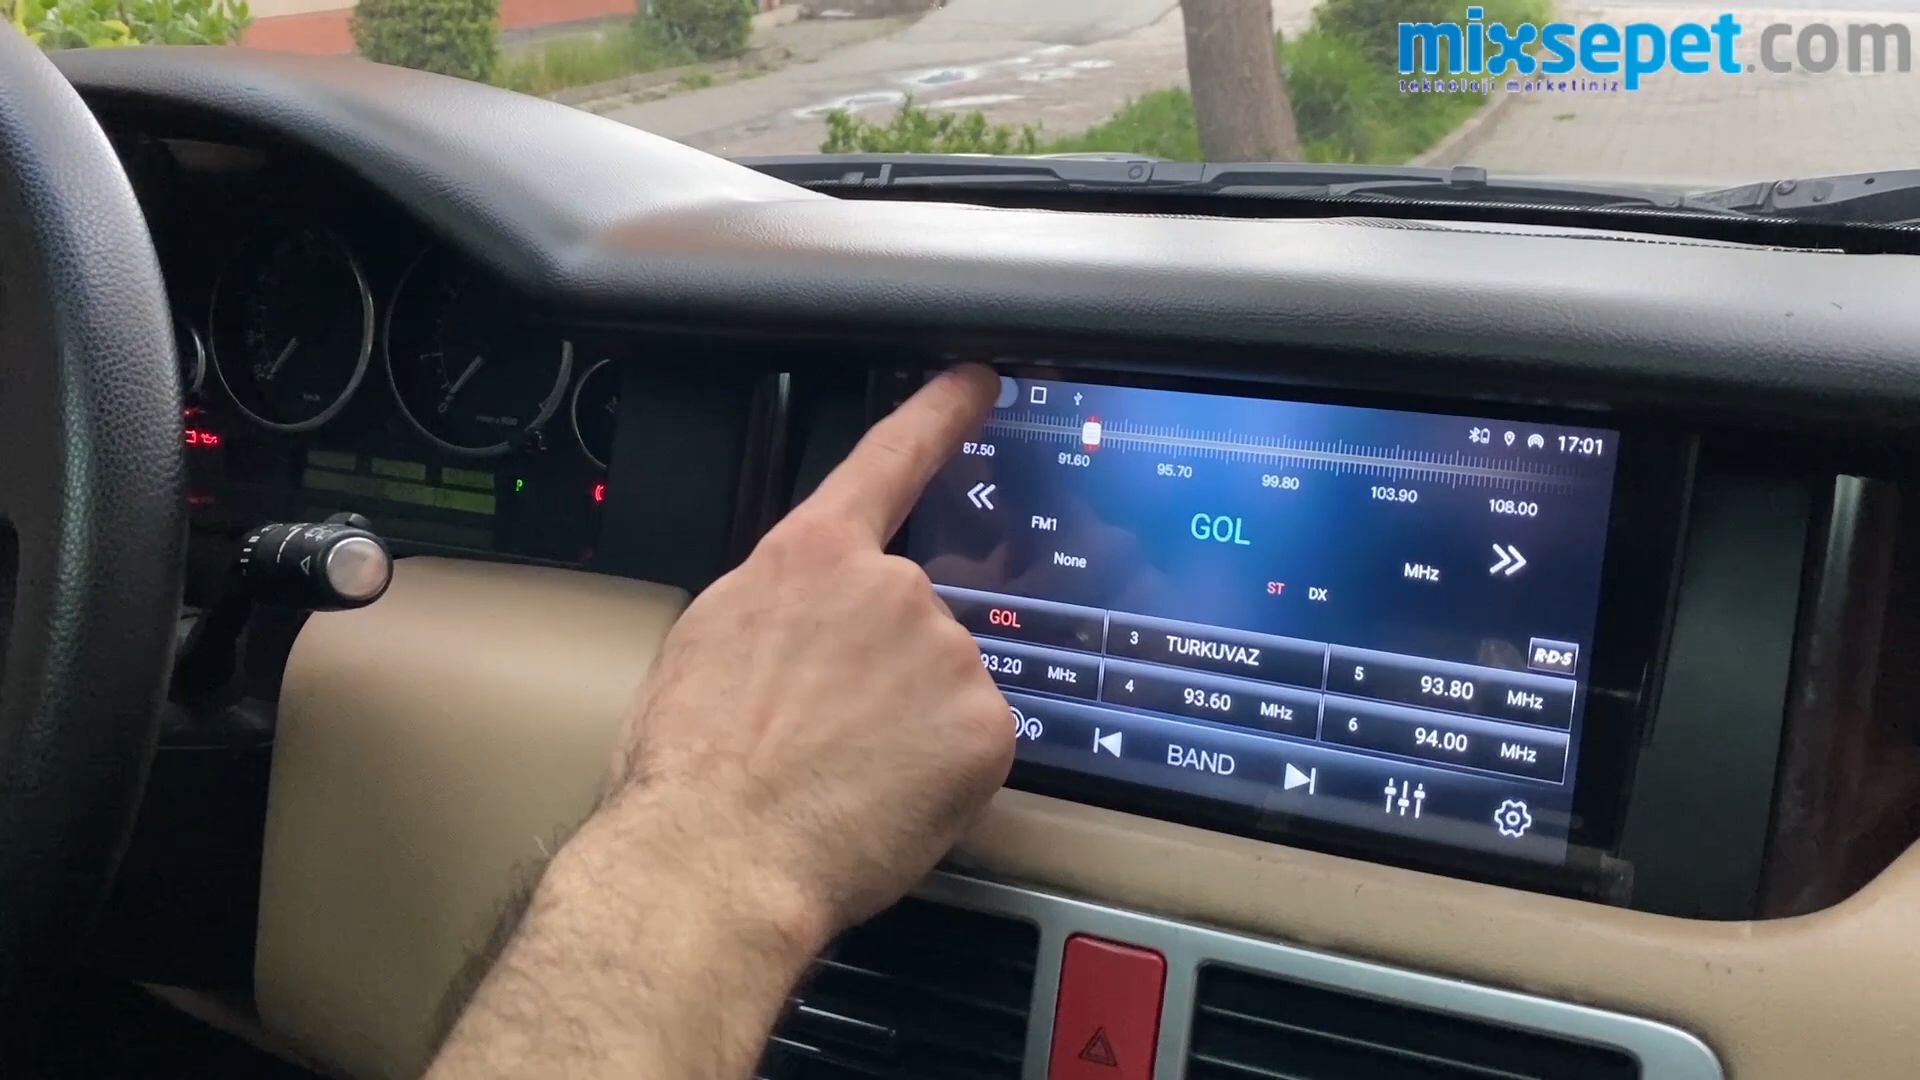 mixsepet.com
teknoloji marketiniz
17:01
87.50
91.60
95.70
99.80
103.90
108.00
FM1
GOL
None
MHz
ST DX
GOL
3 TURKUVAZ
R·D·S
93.20 MHz
4 93.60 MHz
5 93.80 MHz
6 94.00 MHz
BAND
P